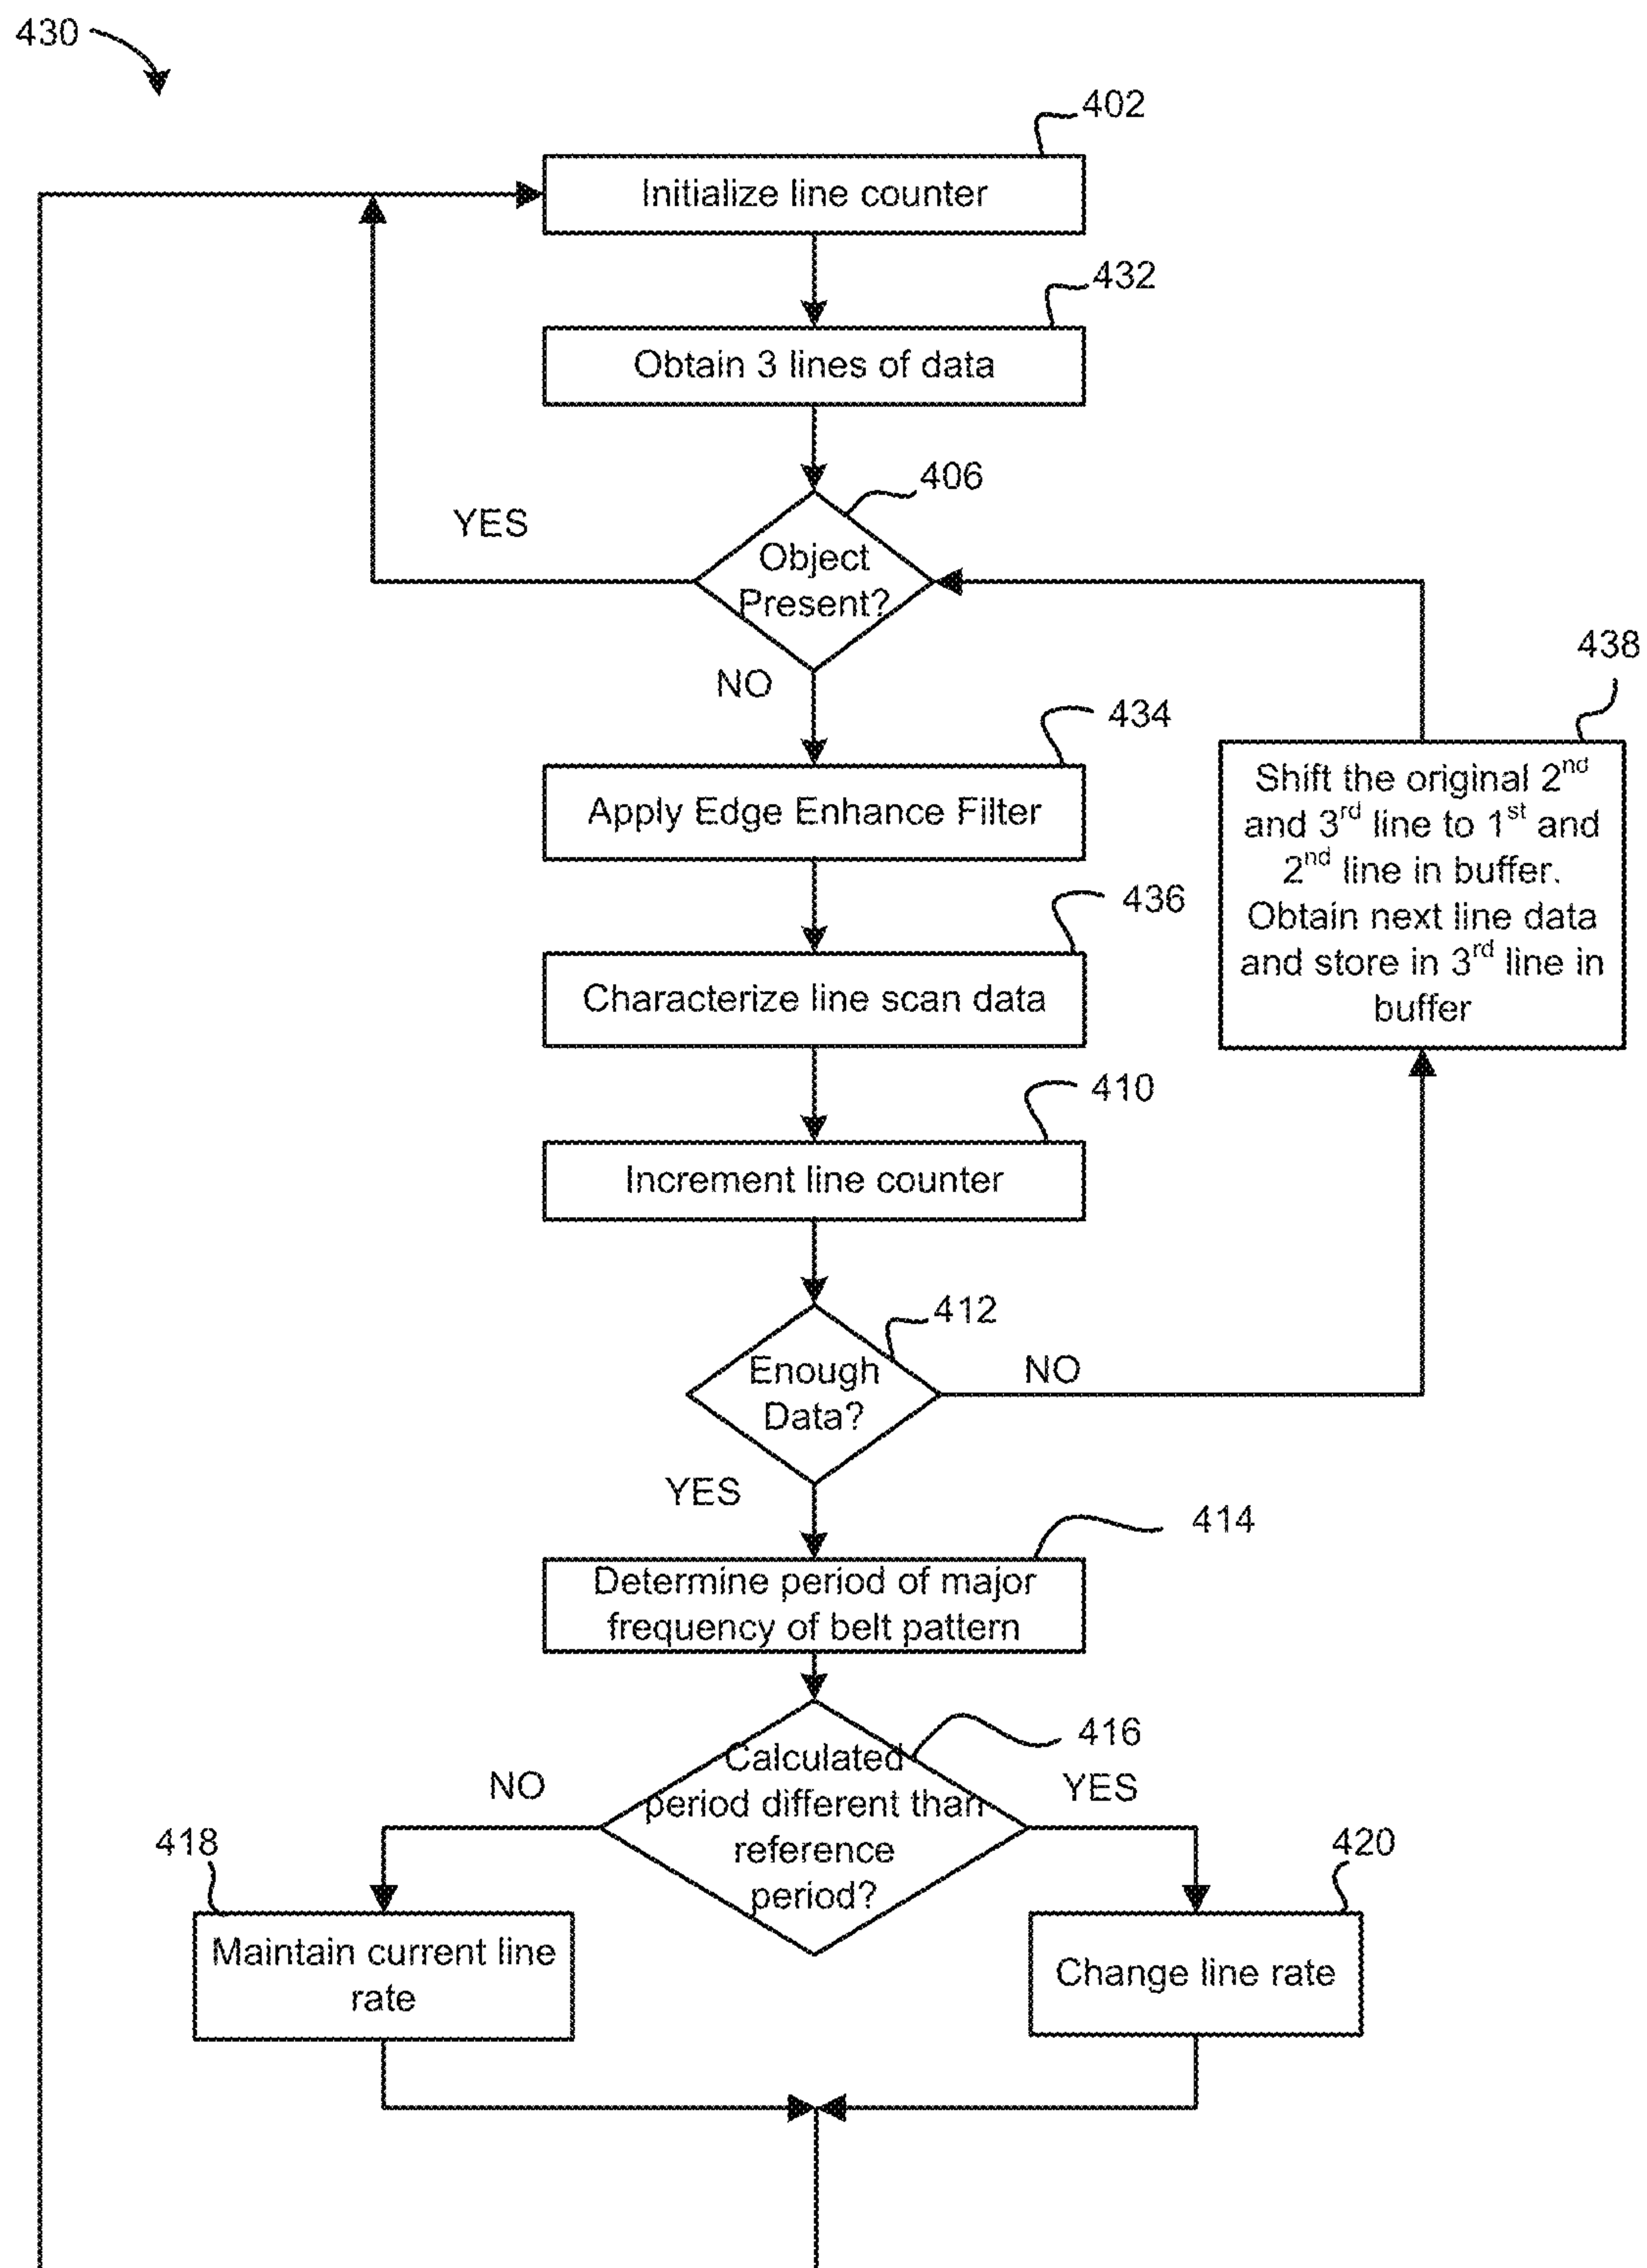 430
402
Initialize line counter
432
Obtain 3 lines of data
406
YES
Object
Present?
NO
438
434
Apply Edge Enhance Filter
Shift the original 2nd
and 3rd line to 1st and
2nd line in buffer.
Obtain next line data
and store in 3rd line in
buffer
436
Characterize line scan data
410
Increment line counter
412
Enough
Data?
NO
YES
414
Determine period of major
frequency of belt pattern
416
Calculated
period different than
reference
period?
NO
YES
418
Maintain current line
rate
420
Change line rate